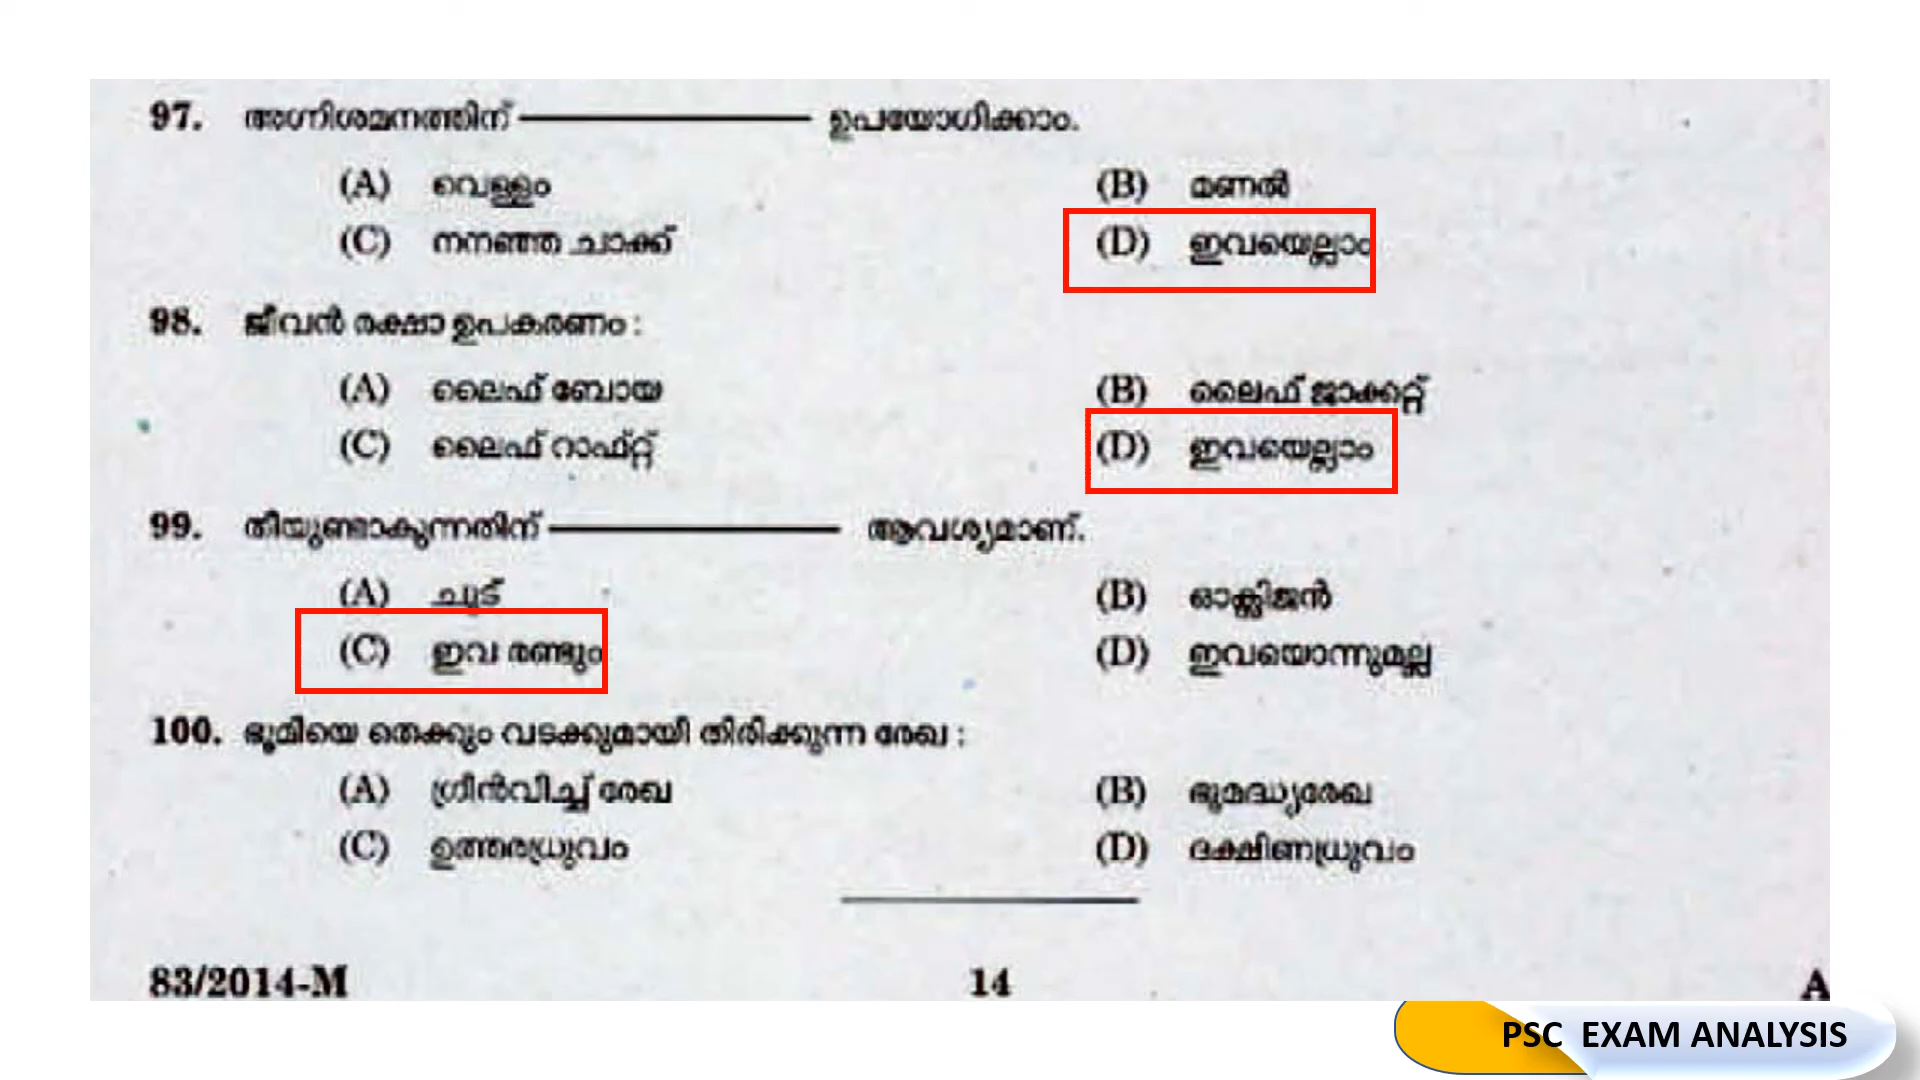 97. അഗ്നിശമനത്തിന് ———— ഉപയോഗിക്കാം.
(A) വെള്ളം (B) മണൽ
(C) നനഞ്ഞ ചാക്ക് (D) ഇവയെല്ലാം
98. ജീവൻ രക്ഷാ ഉപകരണം :
(A) ലൈഫ് ബോയ (B) ലൈഫ് ജാക്കറ്റ്
(C) ലൈഫ് റാഫ്റ്റ് (D) ഇവയെല്ലാം
99. തീയുണ്ടാകുന്നതിന് ———— ആവശ്യമാണ്.
(A) ചൂട് (B) ഓക്സിജൻ
(C) ഇവ രണ്ടും (D) ഇവയൊന്നുമല്ല
100. ഭൂമിയെ തെക്കും വടക്കുമായി തിരിക്കുന്ന രേഖ :
(A) ഗ്രീൻവിച്ച് രേഖ (B) ഭൂമദ്ധ്യരേഖ
(C) ഉത്തരധ്രുവം (D) ദക്ഷിണധ്രുവം
83/2014-M 14 A
PSC EXAM ANALYSIS